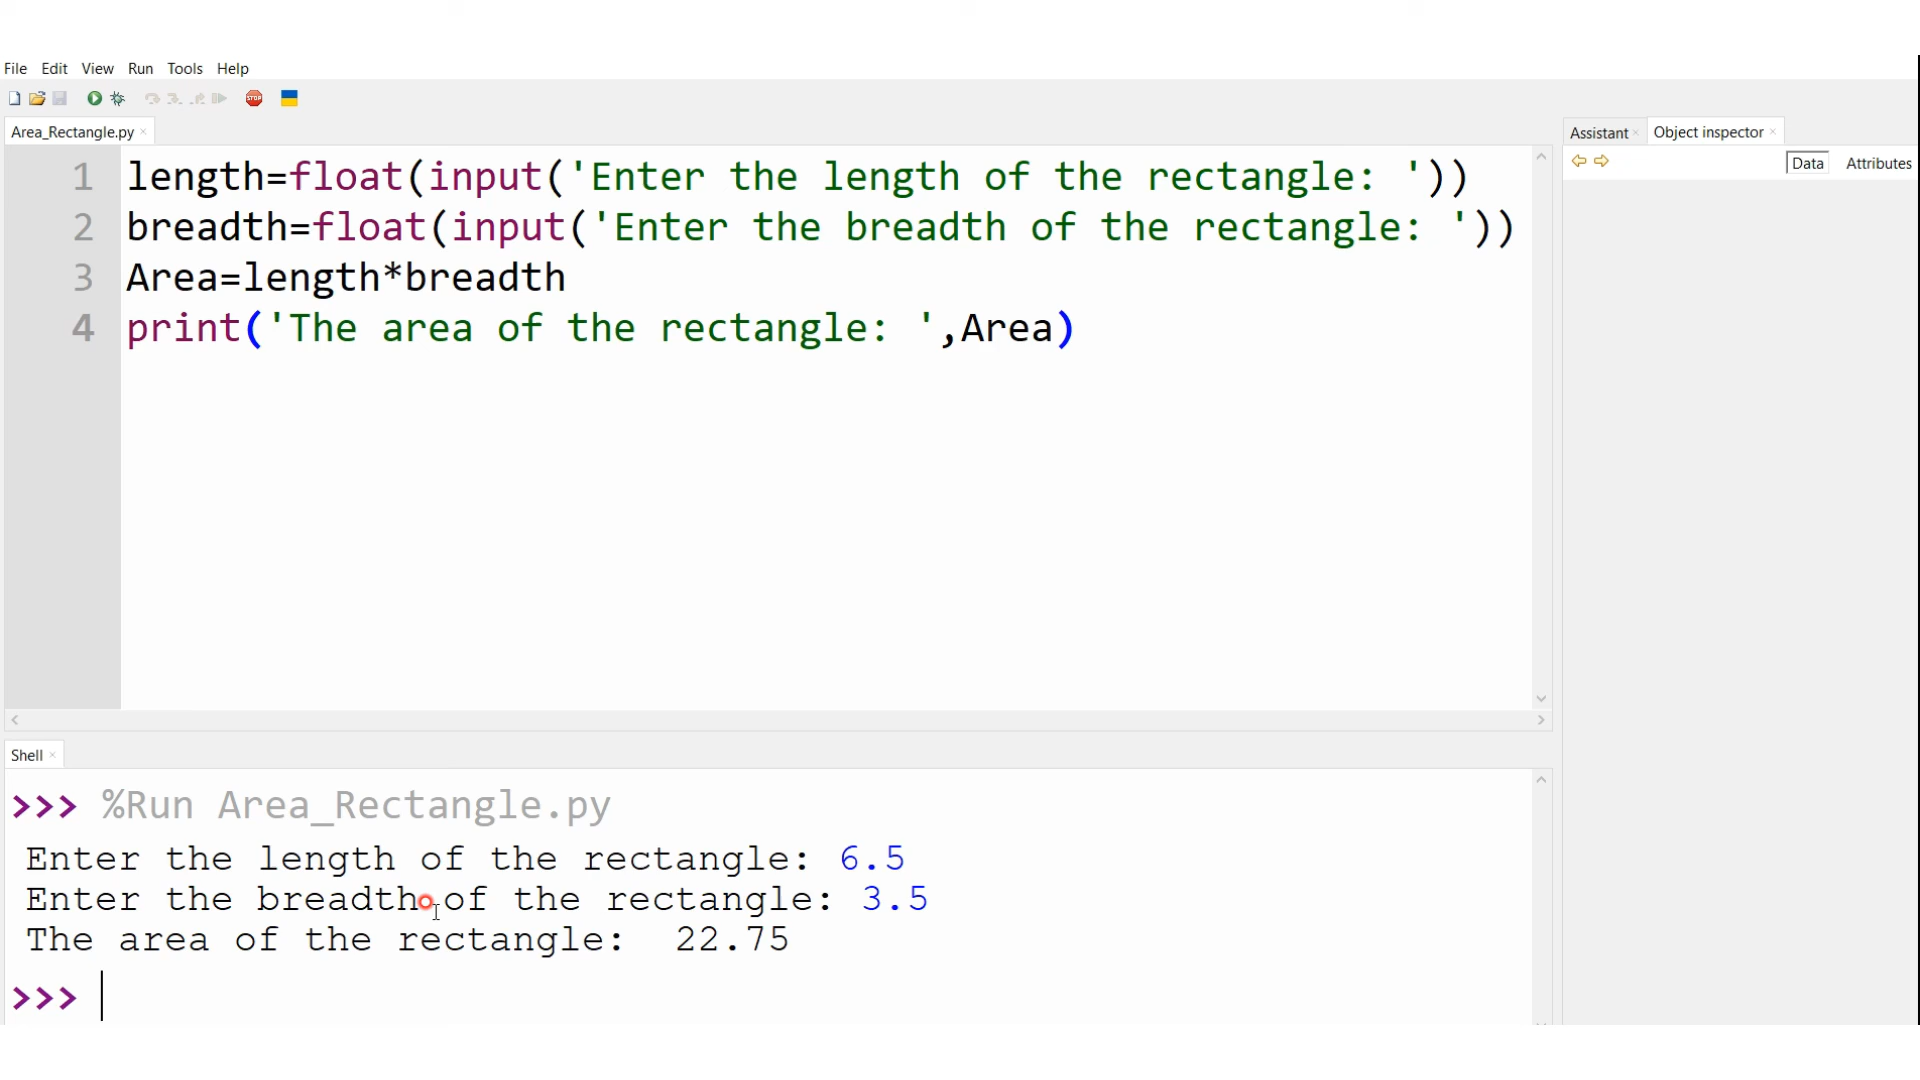 File Edit View Run Tools Help
STOP
Area_Rectangle.py ×
Assistant × Object inspector ×
Data Attributes
1 length=float(input('Enter the length of the rectangle: '))
2 breadth=float(input('Enter the breadth of the rectangle: '))
3 Area=length*breadth
4 print('The area of the rectangle: ',Area)
Shell ×
>>> %Run Area_Rectangle.py
Enter the length of the rectangle: 6.5
Enter the breadth of the rectangle: 3.5
The area of the rectangle:  22.75
>>>